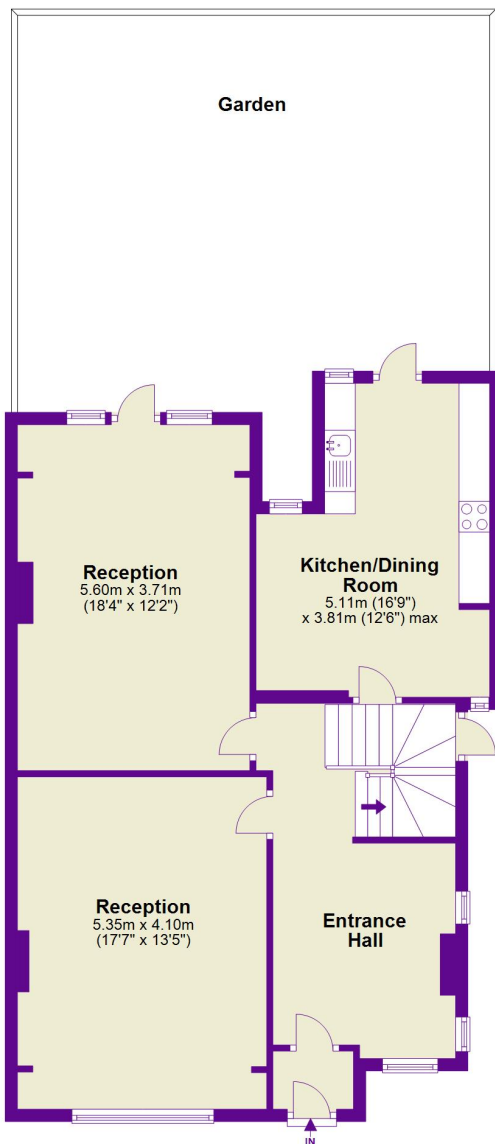 Garden
Reception
5.60m x 3.71m
(18'4" x 12'2")
Kitchen/Dining
Room
5.11m (16'9")
x 3.81m (12'6") max
Reception
5.35m x 4.10m
(17'7" x 13'5")
Entrance
Hall
IN